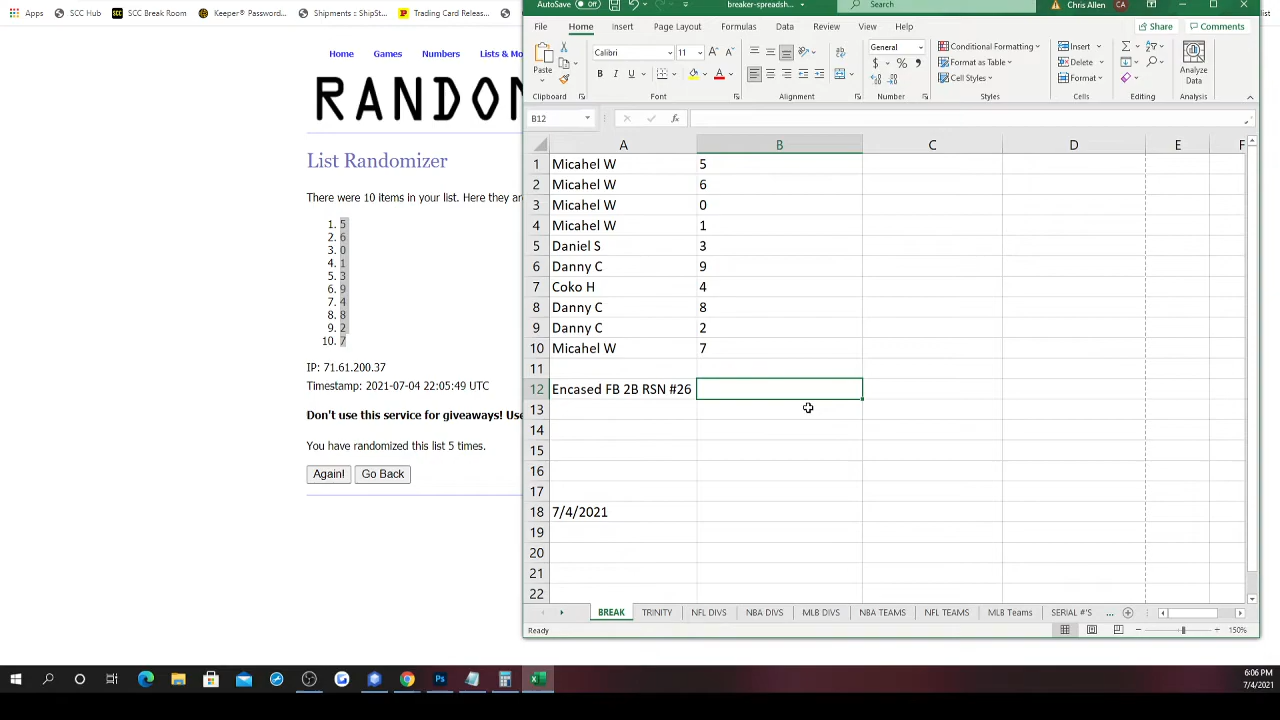 Apps
SCC Hub
SCC Break Room
Keeper® Password...
Shipments :: ShipSt...
Trading Card Releas...
Home
Games
Numbers
Lists & Mo
RANDOM
List Randomizer
There were 10 items in your list. Here they are
1. 5
2. 6
3. 0
4. 1
5. 3
6. 9
7. 4
8. 8
9. 2
10. 7
IP: 71.61.200.37
Timestamp: 2021-07-04 22:05:49 UTC
Don't use this service for giveaways! Use
You have randomized this list 5 times.
Again!
Go Back
AutoSave Off
breaker-spreadsh...
Search
Chris Allen CA
File
Home
Insert
Page Layout
Formulas
Data
Review
View
Help
Share
Comments
Paste
Calibri
11
B I U
General
$ % 9
Conditional Formatting
Format as Table
Cell Styles
Insert
Delete
Format
Analyze
Data
Clipboard
Font
Alignment
Number
Styles
Cells
Editing
Analysis
B12
fx
A B C D E F
1 Micahel W 5
2 Micahel W 6
3 Micahel W 0
4 Micahel W 1
5 Daniel S 3
6 Danny C 9
7 Coko H 4
8 Danny C 8
9 Danny C 2
10 Micahel W 7
11
12 Encased FB 2B RSN #26
13
14
15
16
17
18 7/4/2021
19
20
21
22
BREAK
TRINITY
NFL DIVS
NBA DIVS
MLB DIVS
NBA TEAMS
NFL TEAMS
MLB Teams
SERIAL #'S
...
Ready
150%
6:06 PM
7/4/2021